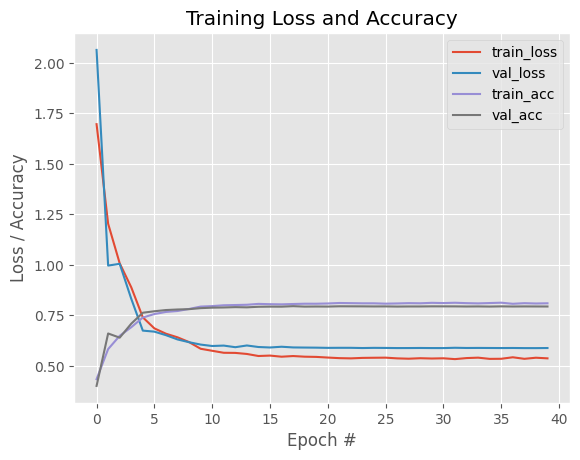 Training Loss and Accuracy
train_loss
val_loss
train_acc
val_acc
Loss / Accuracy
2.00
1.75
1.50
1.25
1.00
0.75
0.50
0 5 10 15 20 25 30 35 40
Epoch #